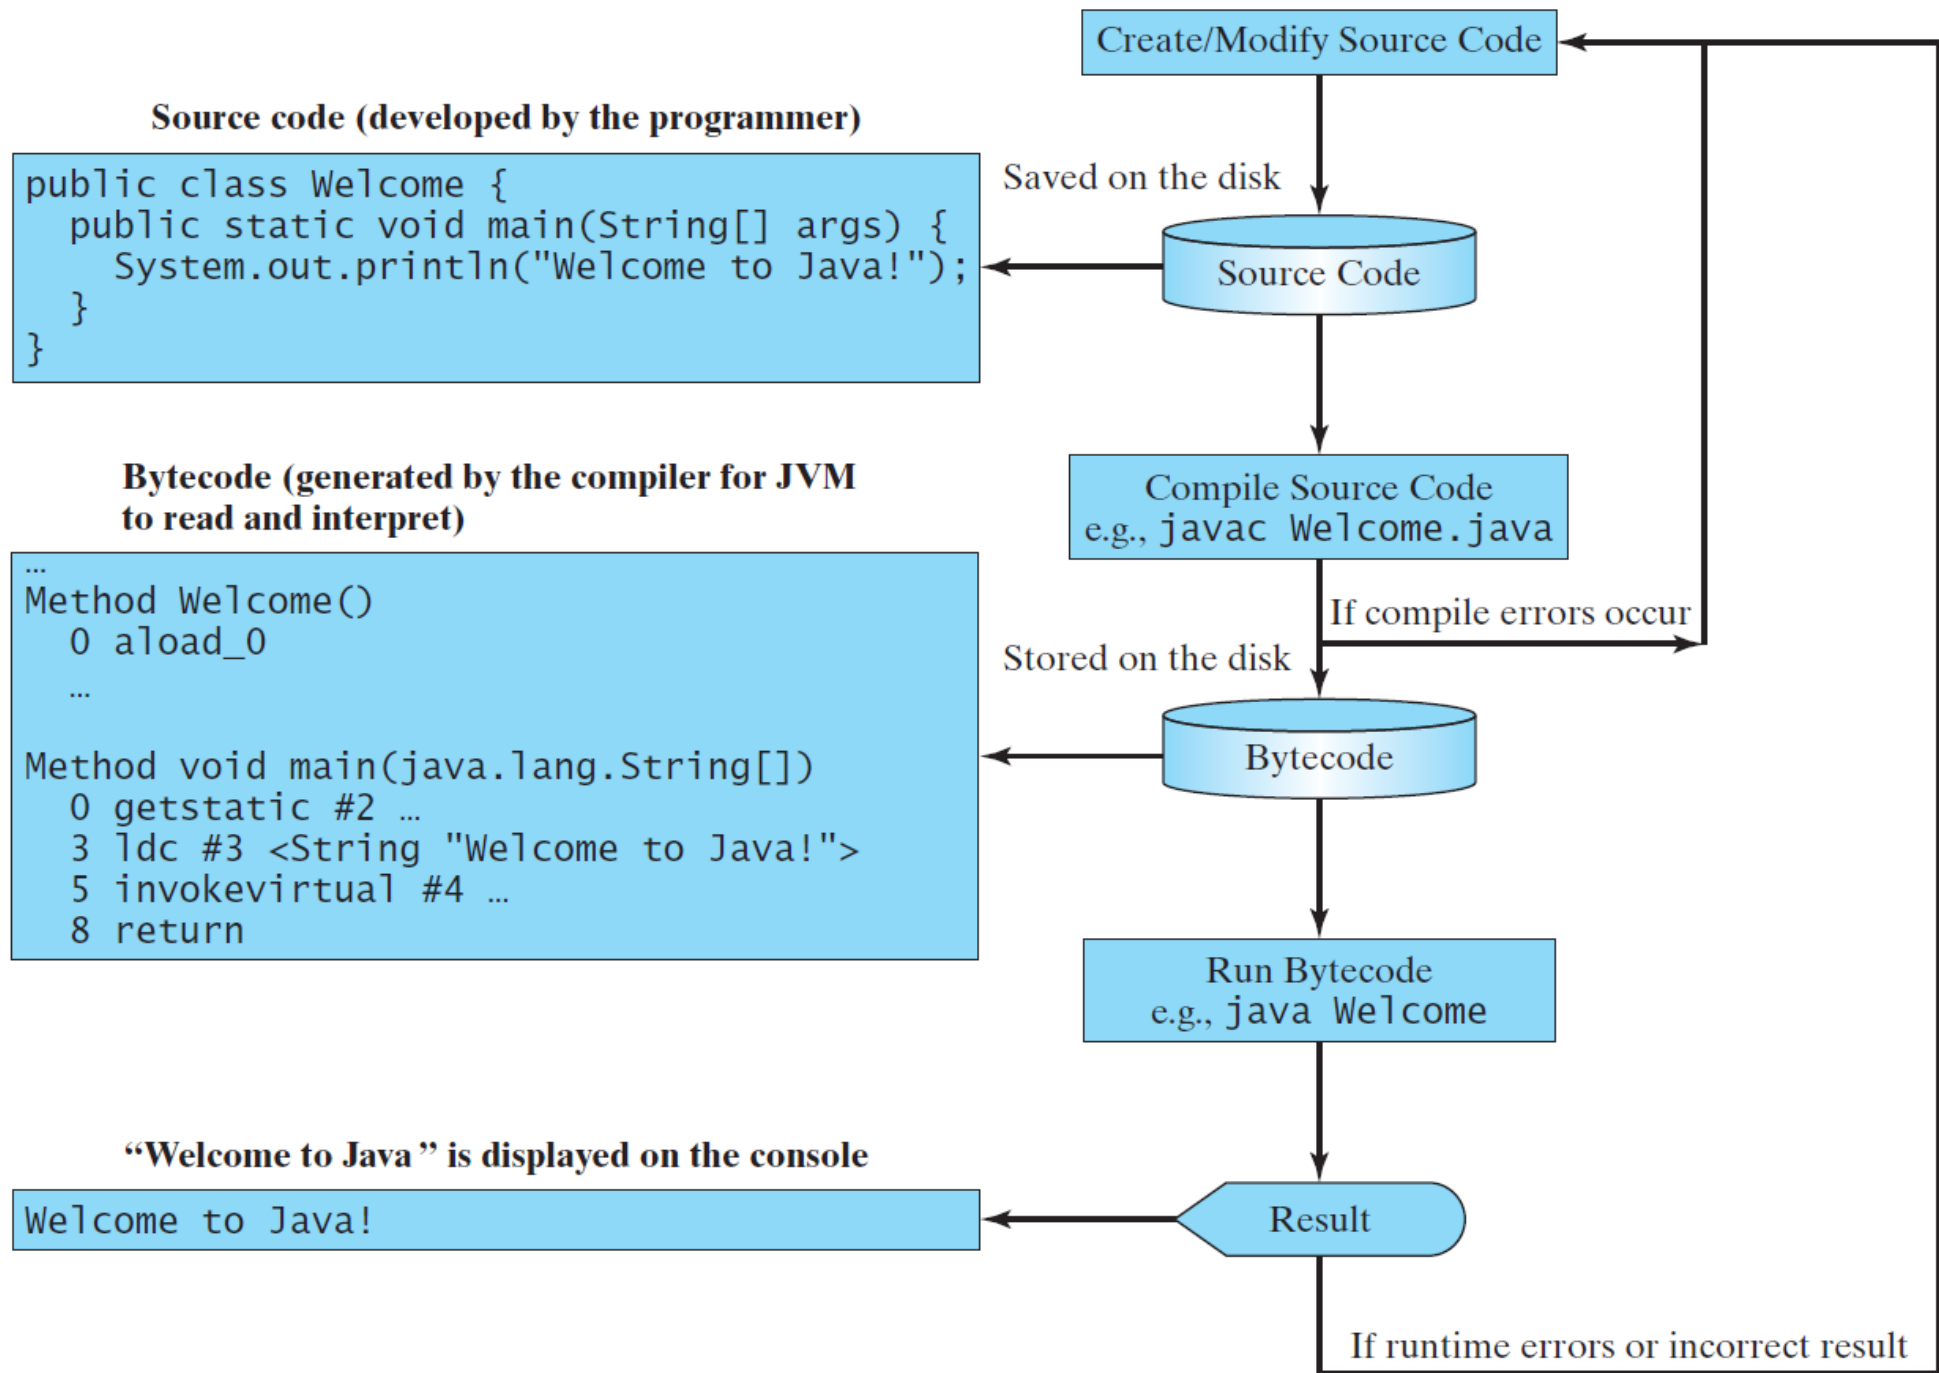 Create/Modify Source Code
Source code (developed by the programmer)
public class Welcome {
  public static void main(String[] args) {
    System.out.println("Welcome to Java!");
  }
}
Saved on the disk
Source Code
Compile Source Code
e.g., javac Welcome.java
If compile errors occur
Bytecode (generated by the compiler for JVM
to read and interpret)
…
Method Welcome()
  0 aload_0
  …
Method void main(java.lang.String[])
  0 getstatic #2 …
  3 ldc #3 <String "Welcome to Java!">
  5 invokevirtual #4 …
  8 return
Stored on the disk
Bytecode
Run Bytecode
e.g., java Welcome
“Welcome to Java” is displayed on the console
Welcome to Java!
Result
If runtime errors or incorrect result